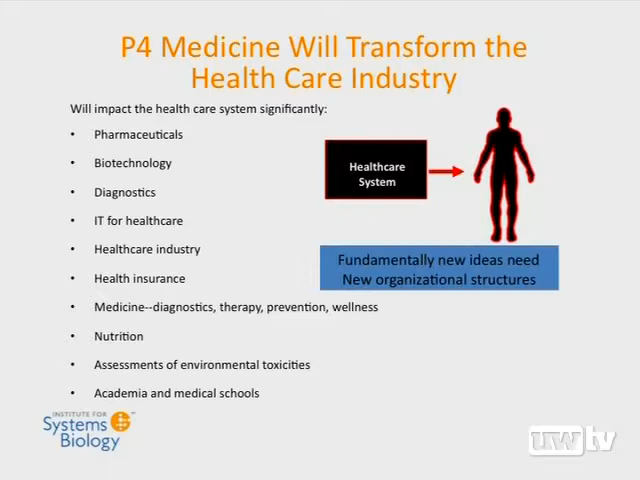 P4 Medicine Will Transform the
Health Care Industry
Will impact the health care system significantly:
• Pharmaceuticals
• Biotechnology
• Diagnostics
• IT for healthcare
• Healthcare industry
• Health insurance
• Medicine--diagnostics, therapy, prevention, wellness
• Nutrition
• Assessments of environmental toxicities
• Academia and medical schools
Healthcare
System
Fundamentally new ideas need
New organizational structures
INSTITUTE FOR
Systems
Biology
uwtv